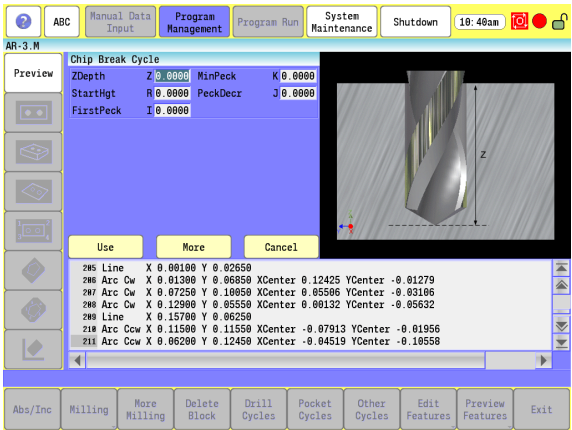 ?
ABC
Manual Data
Input
Program
Management
Program Run
System
Maintenance
Shutdown
10:40am
AR-3.M
Preview
Chip Break Cycle
ZDepth Z 0.0000 MinPeck K 0.0000
StartHgt R 0.0000 PeckDecr J 0.0000
FirstPeck I 0.0000
Z
Use
More
Cancel
205 Line X 0.00100 Y 0.02650
206 Arc Cw X 0.01300 Y 0.06850 XCenter 0.12425 YCenter -0.01279
207 Arc Cw X 0.07250 Y 0.10050 XCenter 0.05506 YCenter -0.03106
208 Arc Cw X 0.12900 Y 0.05550 XCenter 0.00132 YCenter -0.05632
209 Line X 0.15700 Y 0.06250
210 Arc Ccw X 0.11500 Y 0.11550 XCenter -0.07913 YCenter -0.01956
211 Arc Ccw X 0.06200 Y 0.12450 XCenter -0.04519 YCenter -0.10558
Abs/Inc
Milling
More
Milling
Delete
Block
Drill
Cycles
Pocket
Cycles
Other
Cycles
Edit
Features
Preview
Features
Exit